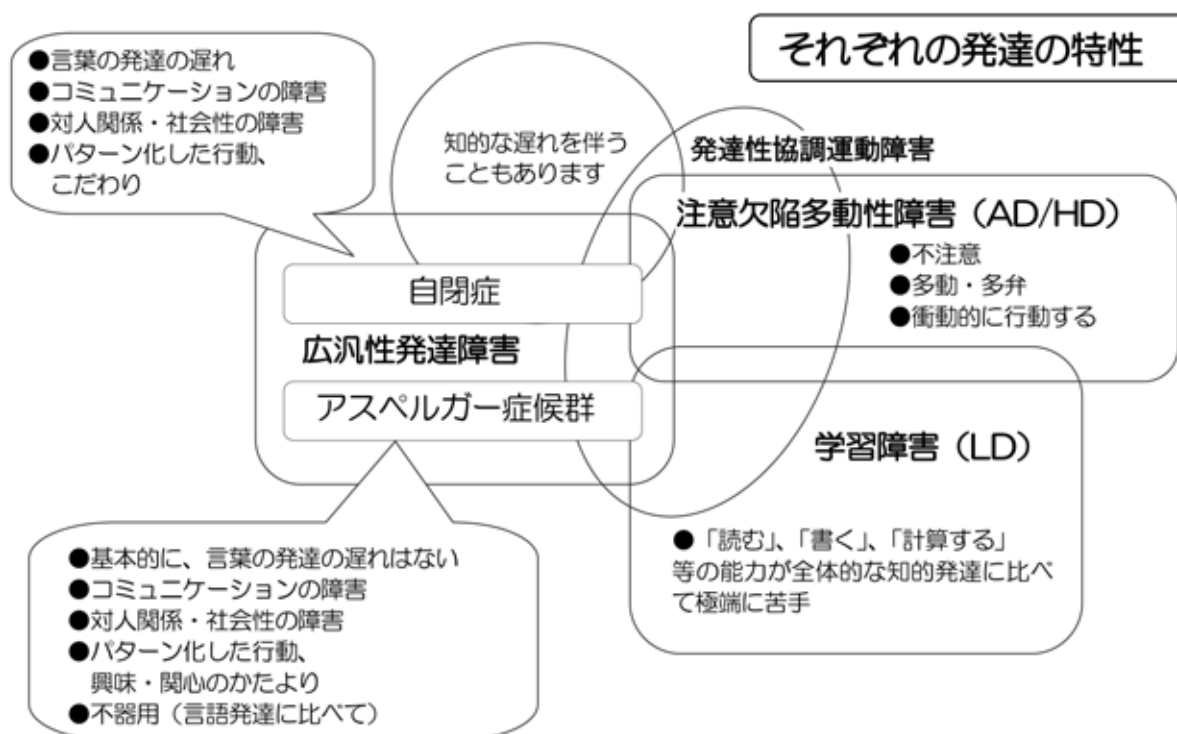 それぞれの発達の特性
●言葉の発達の遅れ
●コミュニケーションの障害
●対人関係・社会性の障害
●パターン化した行動、
こだわり
知的な遅れを伴う
こともあります
発達性協調運動障害
注意欠陥多動性障害（AD/HD）
●不注意
●多動・多弁
●衝動的に行動する
自閉症
広汎性発達障害
アスペルガー症候群
学習障害（LD）
●「読む」、「書く」、「計算する」
等の能力が全体的な知的発達に比べ
て極端に苦手
●基本的に、言葉の発達の遅れはない
●コミュニケーションの障害
●対人関係・社会性の障害
●パターン化した行動、
興味・関心のかたより
●不器用（言語発達に比べて）